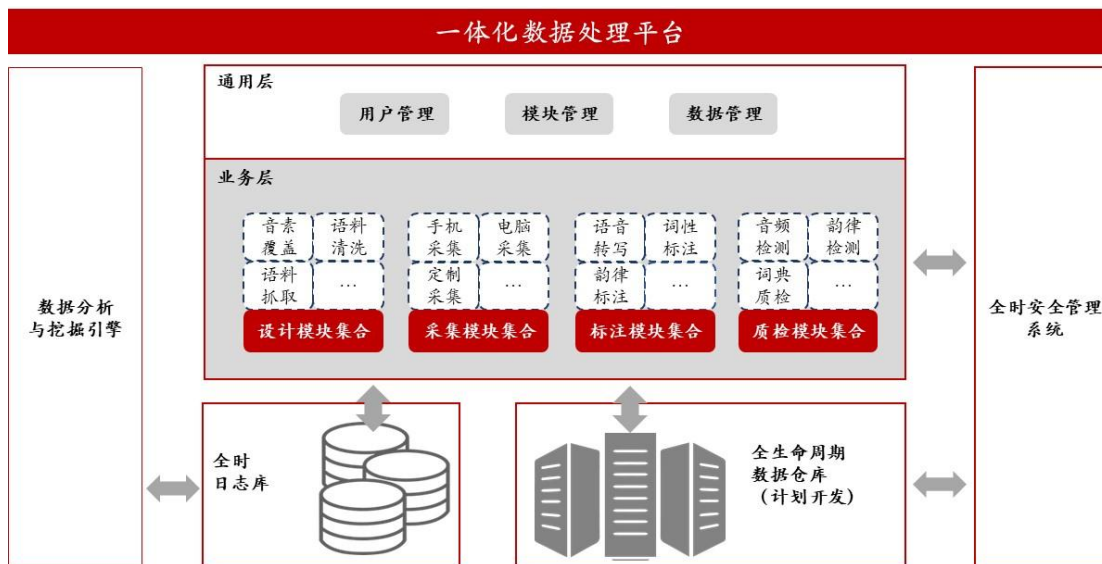 一体化数据处理平台
通用层
用户管理
模块管理
数据管理
业务层
音素
覆盖
语料
清洗
语料
抓取
…
设计模块集合
手机
采集
电脑
采集
定制
采集
…
采集模块集合
语音
转写
词性
标注
韵律
标注
…
标注模块集合
音频
检测
韵律
检测
词典
质检
…
质检模块集合
数据分析
与挖掘引擎
全时安全管理
系统
全时
日志库
全生命周期
数据仓库
（计划开发）